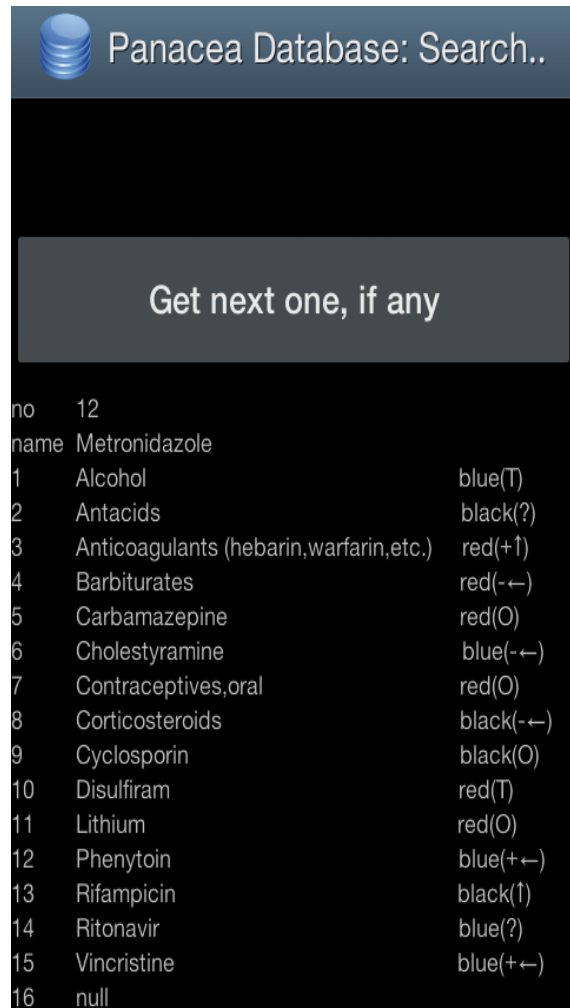 Panacea Database: Search..
Get next one, if any
no 12
name Metronidazole
1 Alcohol blue(T)
2 Antacids black(?)
3 Anticoagulants (hebarin,warfarin,etc.) red(+↑)
4 Barbiturates red(-←)
5 Carbamazepine red(O)
6 Cholestyramine blue(-←)
7 Contraceptives,oral red(O)
8 Corticosteroids black(-←)
9 Cyclosporin black(O)
10 Disulfiram red(T)
11 Lithium red(O)
12 Phenytoin blue(+←)
13 Rifampicin black(↑)
14 Ritonavir blue(?)
15 Vincristine blue(+←)
16 null